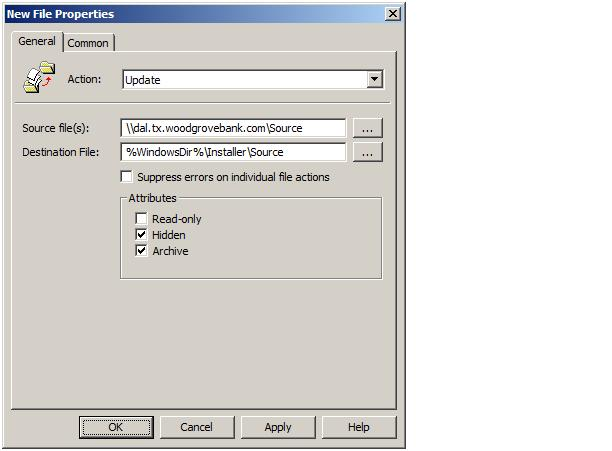 New File Properties
General
Common
Action:
Update
Source file(s):
\\dal.tx.woodgrovebank.com\Source
...
Destination File:
%WindowsDir%\Installer\Source
...
Suppress errors on individual file actions
Attributes
Read-only
Hidden
Archive
OK
Cancel
Apply
Help